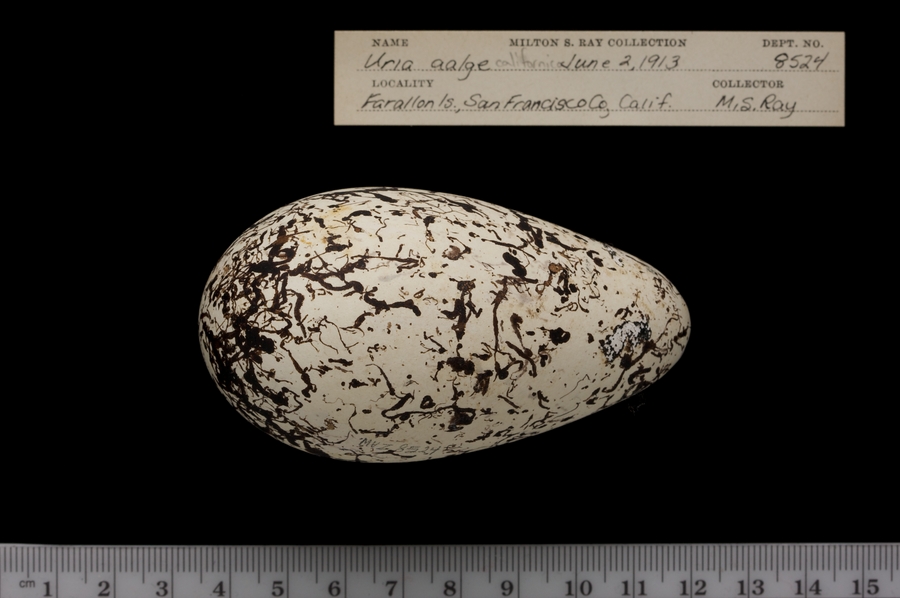 NAME MILTON S. RAY COLLECTION DEPT. NO.
Uria aalge californica June 2, 1913 8524
LOCALITY COLLECTOR
Farallon Is., San Francisco Co, Calif. M.S. Ray
8524
cm 1 2 3 4 5 6 7 8 9 10 11 12 13 14 15